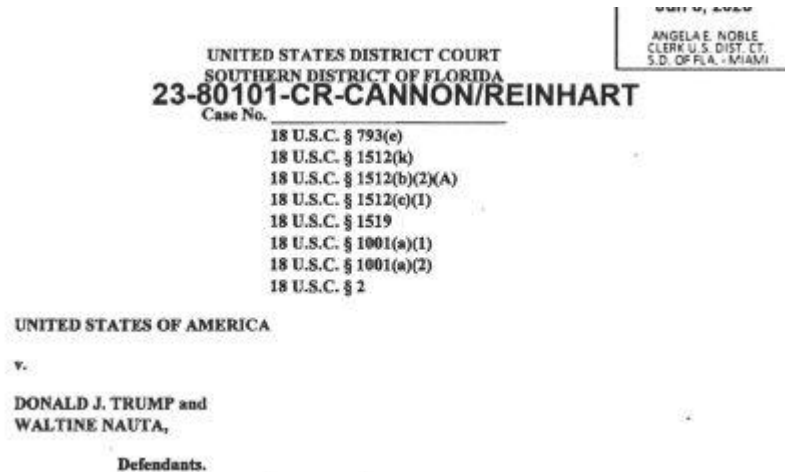 ANGELA E. NOBLE
CLERK U.S. DIST. CT.
S.D. OF FLA. - MIAMI
UNITED STATES DISTRICT COURT
SOUTHERN DISTRICT OF FLORIDA
23-80101-CR-CANNON/REINHART
Case No.
18 U.S.C. § 793(e)
18 U.S.C. § 1512(k)
18 U.S.C. § 1512(b)(2)(A)
18 U.S.C. § 1512(c)(1)
18 U.S.C. § 1519
18 U.S.C. § 1001(a)(1)
18 U.S.C. § 1001(a)(2)
18 U.S.C. § 2
UNITED STATES OF AMERICA
v.
DONALD J. TRUMP and
WALTINE NAUTA,
Defendants.